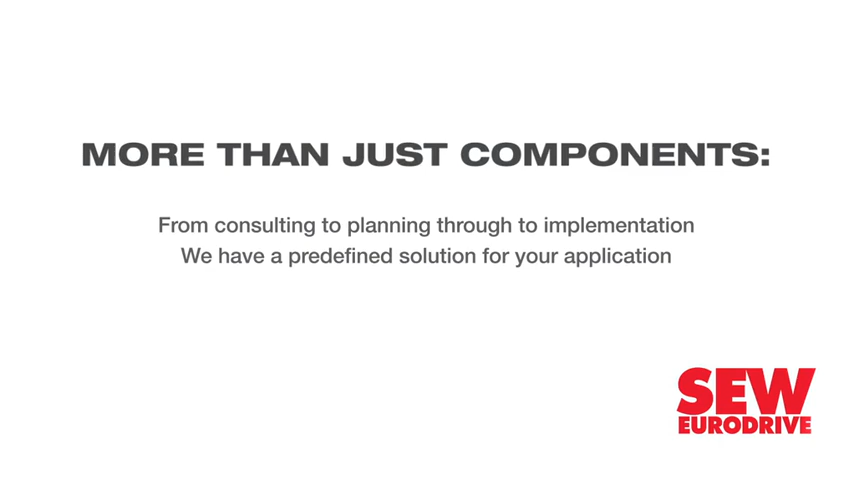 MORE THAN JUST COMPONENTS:
From consulting to planning through to implementation
We have a predefined solution for your application
SEW
EURODRIVE